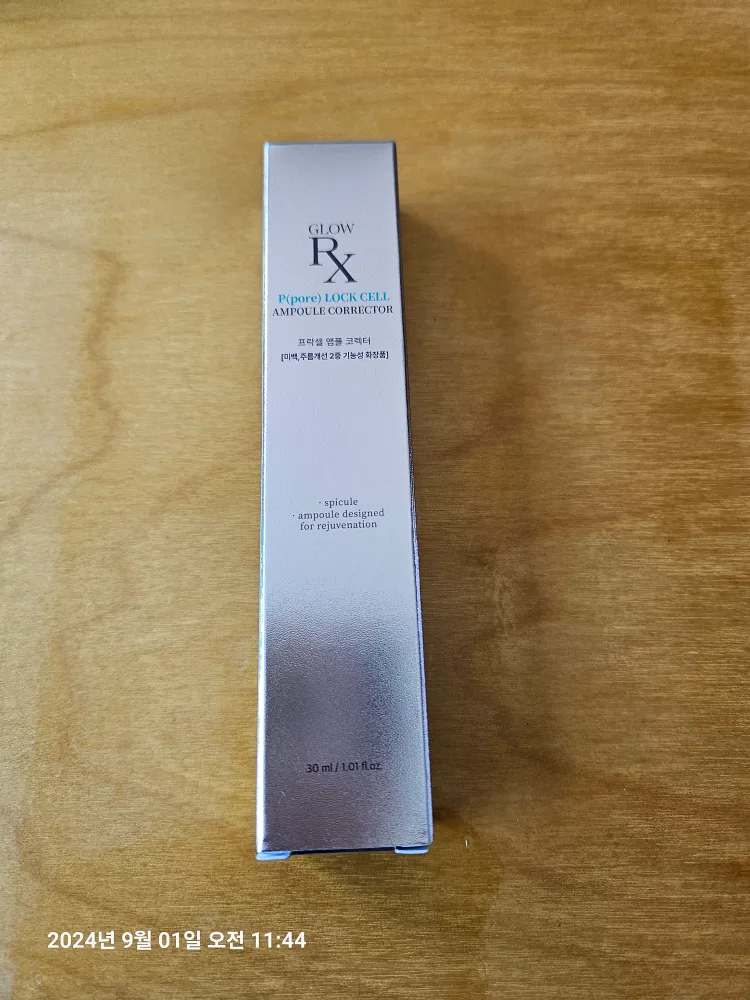 GLOW
RX
P(pore) LOCK CELL
AMPOULE CORRECTOR
프락셀 앰플 코렉터
[미백,주름개선 2중 기능성 화장품]
· spicule
· ampoule designed
for rejuvenation
30 ml / 1.01 fl.oz.
2024년 9월 01일 오전 11:44